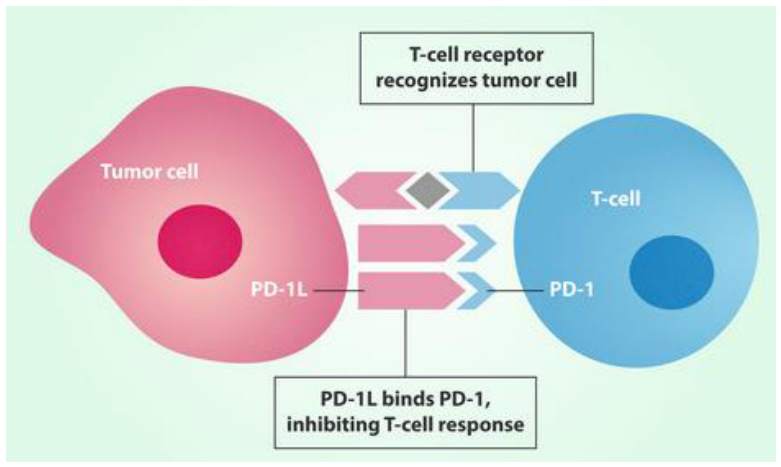 T-cell receptor
recognizes tumor cell
Tumor cell
T-cell
PD-1L
PD-1
PD-1L binds PD-1,
inhibiting T-cell response